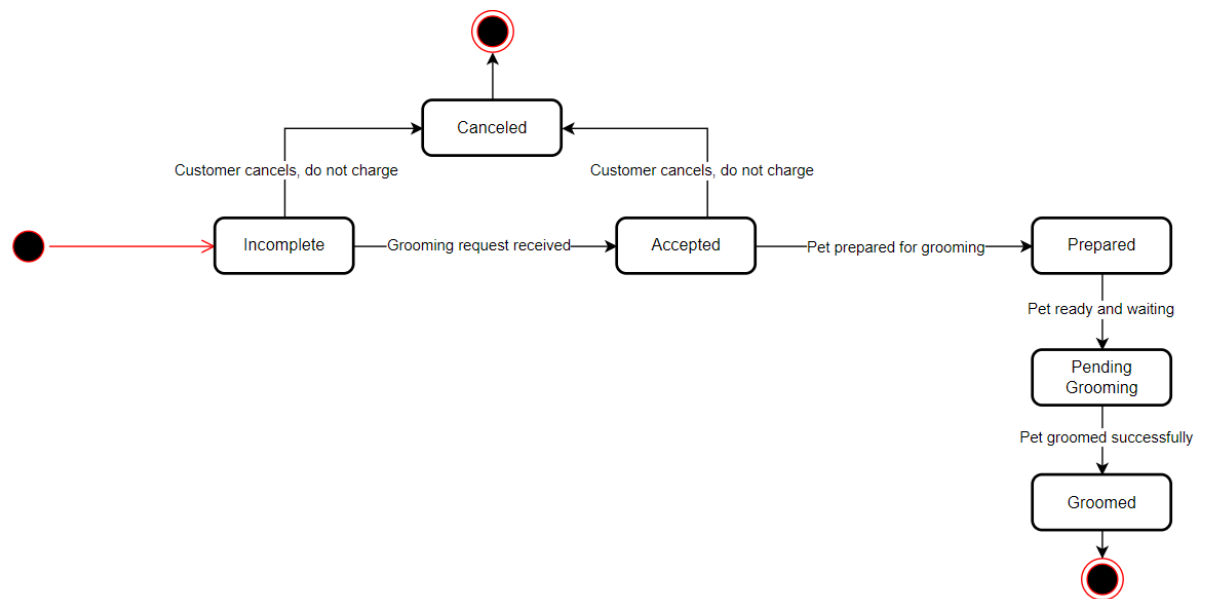 Canceled
Customer cancels, do not charge
Customer cancels, do not charge
Incomplete
Grooming request received
Accepted
Pet prepared for grooming
Prepared
Pet ready and waiting
Pending
Grooming
Pet groomed successfully
Groomed